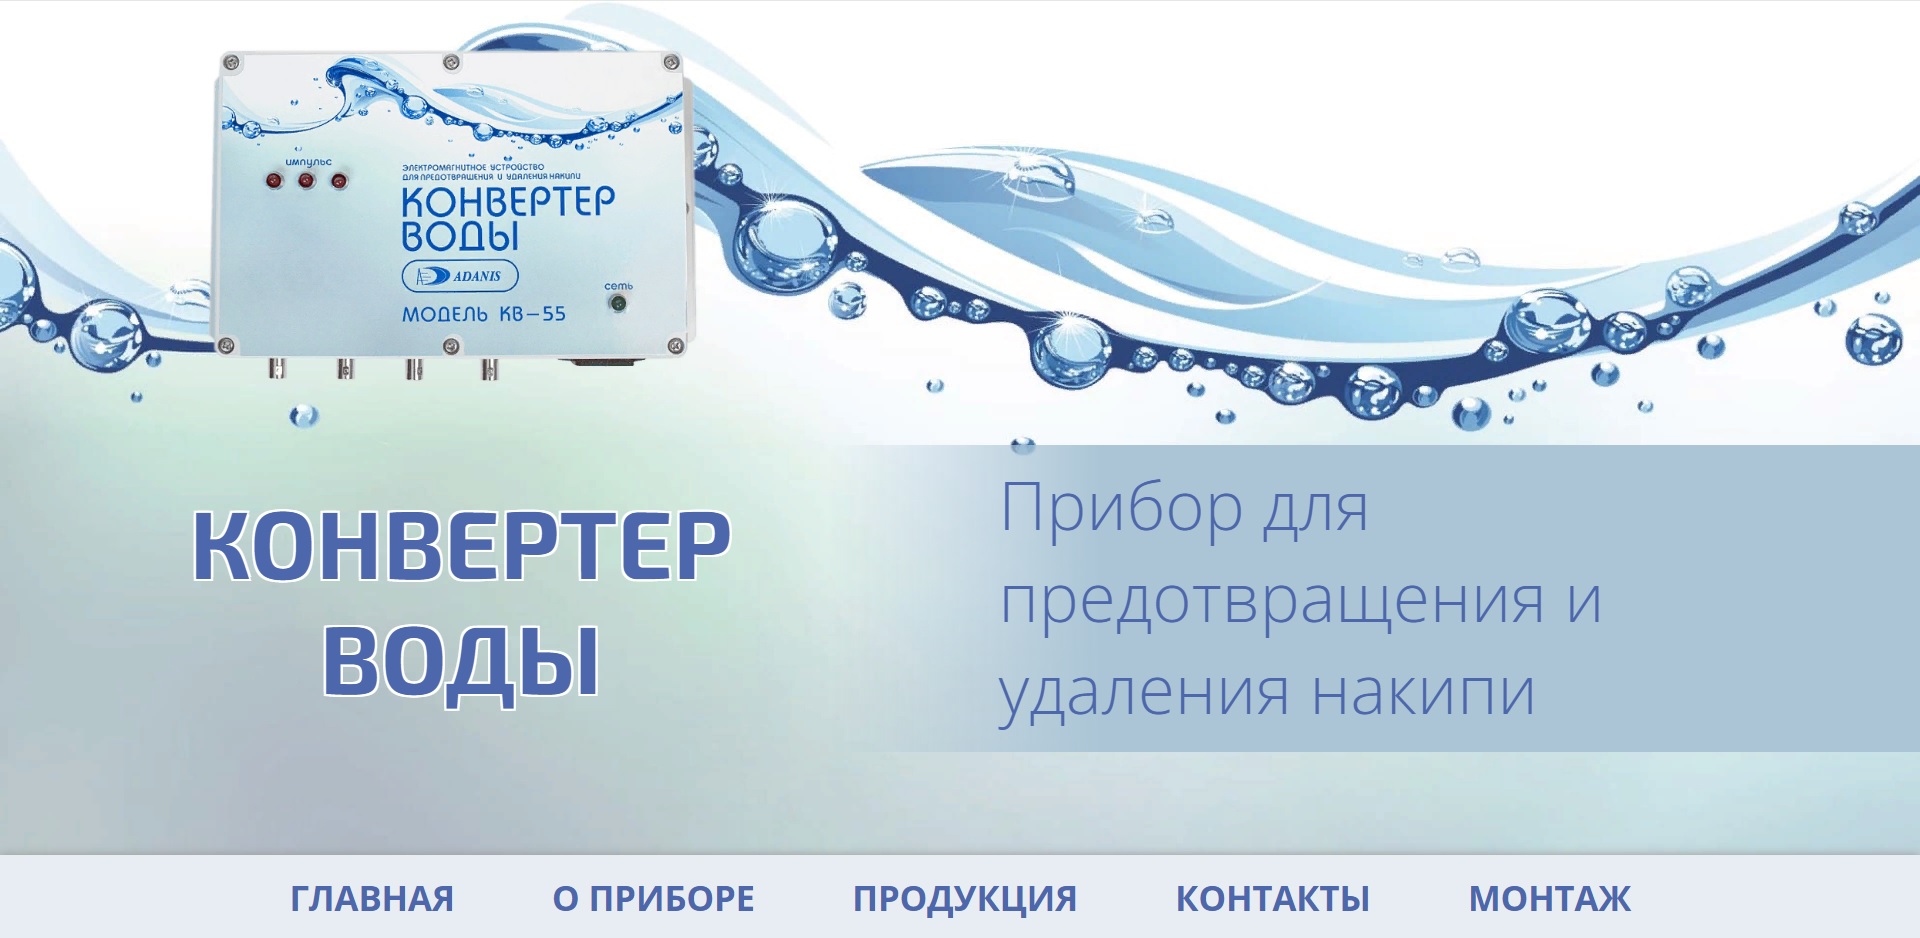 импульс
электромагнитное устройство
для предотвращения и удаления накипи
КОНВЕРТЕР
ВОДЫ
ADANIS
сеть
МОДЕЛЬ КВ-55
КОНВЕРТЕР
ВОДЫ
Прибор для
предотвращения и
удаления накипи
ГЛАВНАЯ О ПРИБОРЕ ПРОДУКЦИЯ КОНТАКТЫ МОНТАЖ